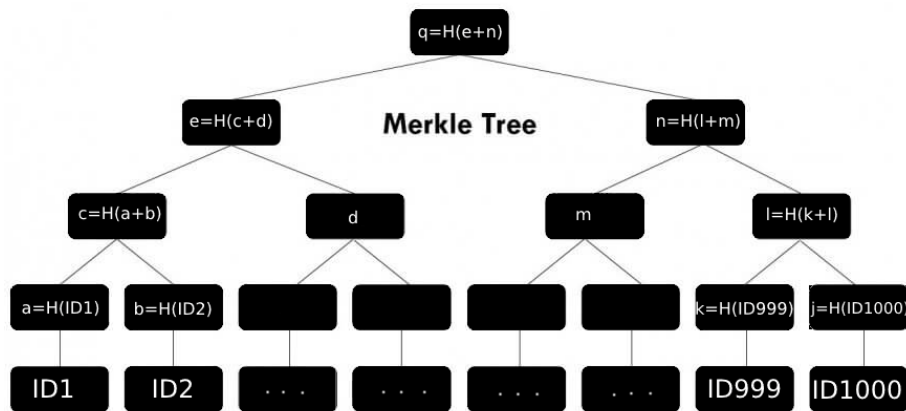 q=H(e+n)
e=H(c+d)
Merkle Tree
n=H(l+m)
c=H(a+b)
d
m
l=H(k+l)
a=H(ID1)
b=H(ID2)
k=H(ID999)
j=H(ID1000)
ID1
ID2
. . .
. . .
. . .
. . .
ID999
ID1000